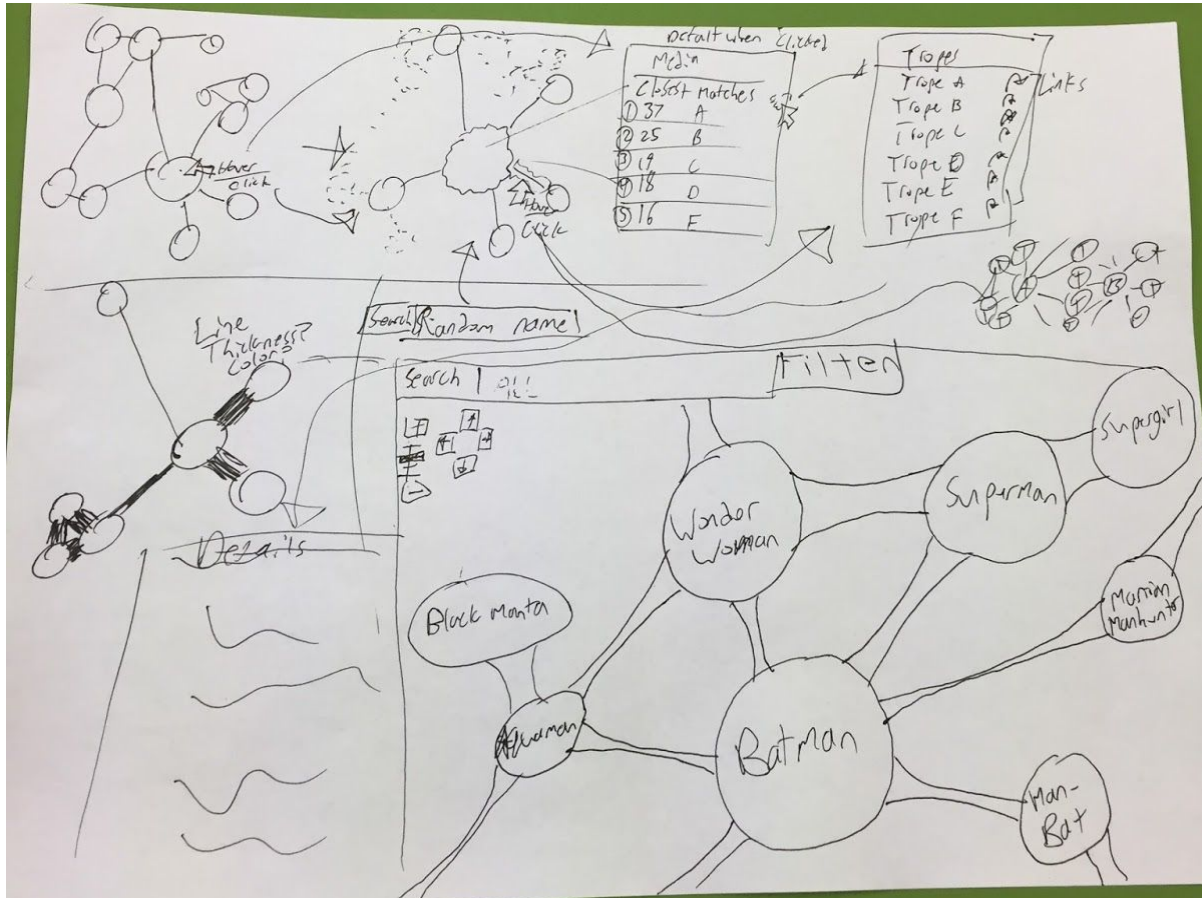 Hover
Click
Hover
Click
Default when Clicked
Media
Closest Matches
① 37 A
② 25 B
③ 19 C
④ 18 D
⑤ 16 E
Tropes
Trope A
Trope B
Trope C
Trope D
Trope E
Trope F
Links
A
B
Line
Thickness?
Color?
Search Random name
Search
Filter
+
-
Details
Wonder
Woman
Superman
Supergirl
Martian
Manhunter
Black Manta
Aquaman
Batman
Man-
Bat